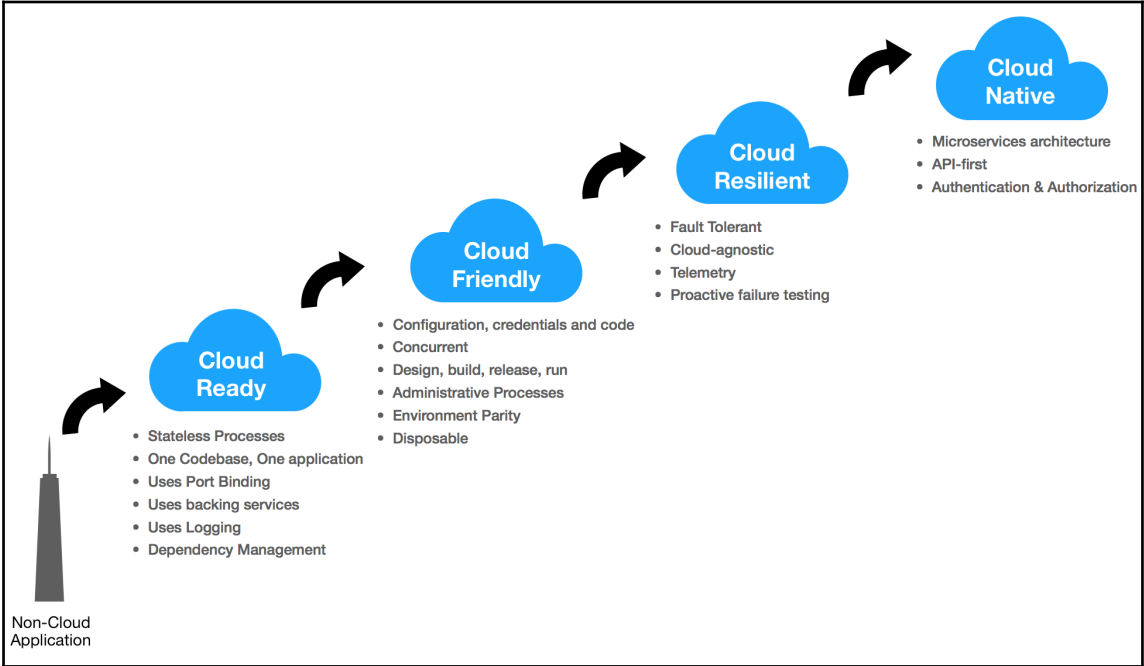 Non-Cloud
Application
Cloud
Ready
• Stateless Processes
• One Codebase, One application
• Uses Port Binding
• Uses backing services
• Uses Logging
• Dependency Management
Cloud
Friendly
• Configuration, credentials and code
• Concurrent
• Design, build, release, run
• Administrative Processes
• Environment Parity
• Disposable
Cloud
Resilient
• Fault Tolerant
• Cloud-agnostic
• Telemetry
• Proactive failure testing
Cloud
Native
• Microservices architecture
• API-first
• Authentication & Authorization